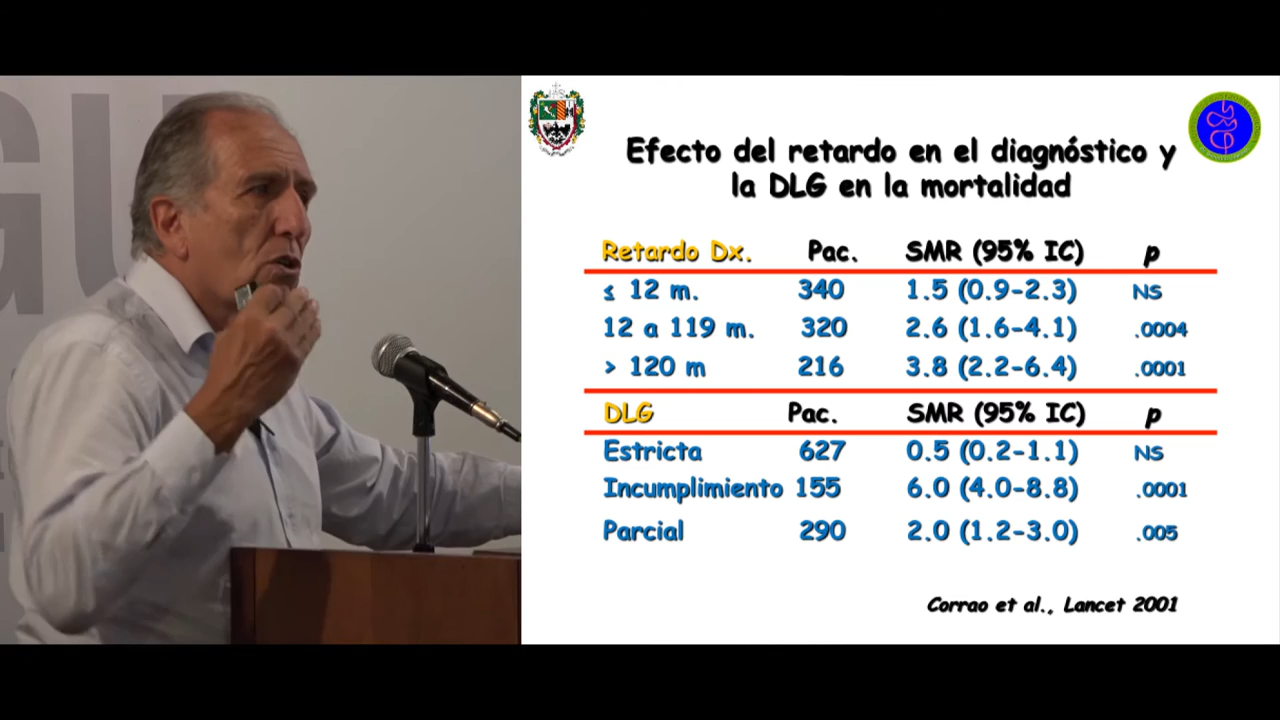 GU
Efecto del retardo en el diagnóstico y
la DLG en la mortalidad
Retardo Dx. Pac. SMR (95% IC) p
≤ 12 m. 340 1.5 (0.9-2.3) NS
12 a 119 m. 320 2.6 (1.6-4.1) .0004
> 120 m 216 3.8 (2.2-6.4) .0001
DLG Pac. SMR (95% IC) p
Estricta 627 0.5 (0.2-1.1) NS
Incumplimiento 155 6.0 (4.0-8.8) .0001
Parcial 290 2.0 (1.2-3.0) .005
Corrao et al., Lancet 2001